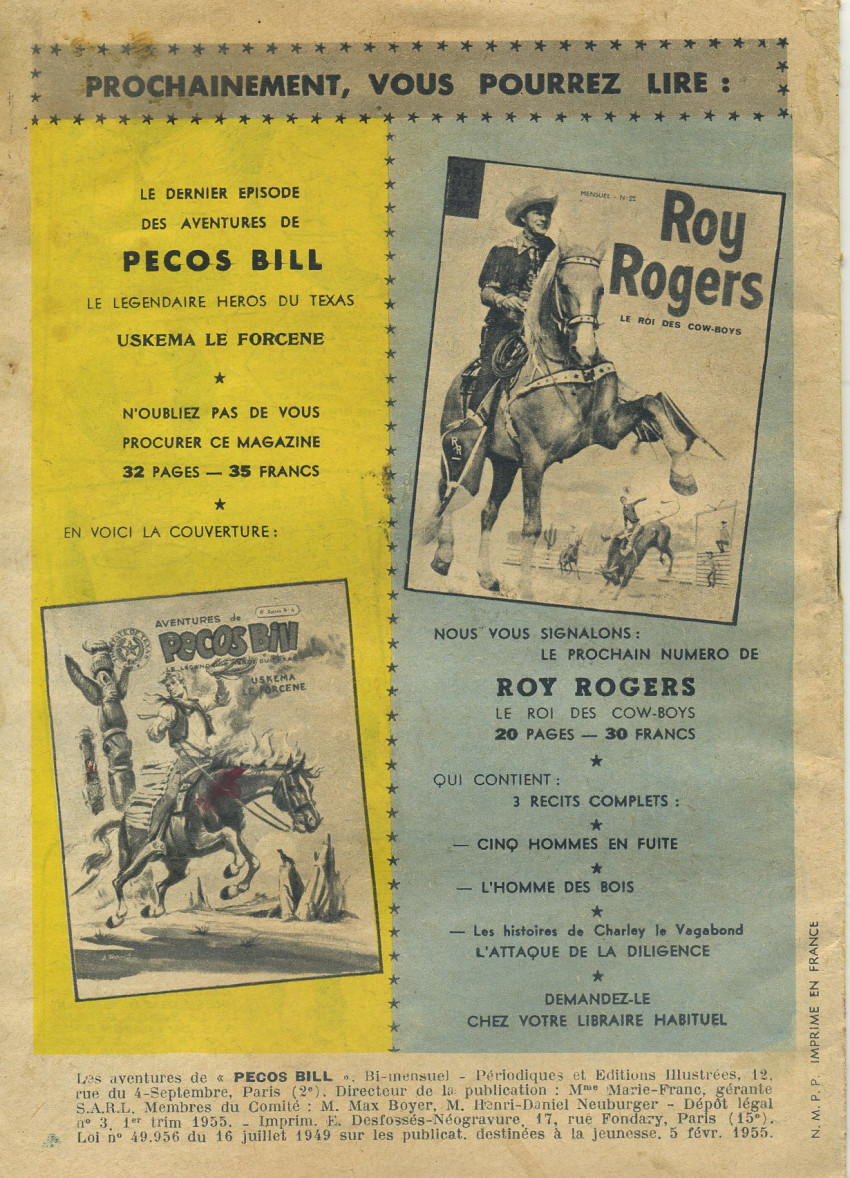 PROCHAINEMENT, VOUS POURREZ LIRE :
LE DERNIER EPISODE
DES AVENTURES DE
PECOS BILL
LE LEGENDAIRE HEROS DU TEXAS
USKEMA LE FORCENE
N'OUBLIEZ PAS DE VOUS
PROCURER CE MAGAZINE
32 PAGES — 35 FRANCS
EN VOICI LA COUVERTURE :
AVENTURES de
PECOS BILL
LE LEGENDAIRE HEROS DU TEXAS
USKEMA
LE FORCENE
MENSUEL - N° 22
Roy
Rogers
LE ROI DES COW-BOYS
RR
NOUS VOUS SIGNALONS :
LE PROCHAIN NUMERO DE
ROY ROGERS
LE ROI DES COW-BOYS
20 PAGES — 30 FRANCS
QUI CONTIENT :
3 RECITS COMPLETS :
— CINQ HOMMES EN FUITE
— L'HOMME DES BOIS
— Les histoires de Charley le Vagabond
L'ATTAQUE DE LA DILIGENCE
DEMANDEZ-LE
CHEZ VOTRE LIBRAIRE HABITUEL
Les aventures de « PECOS BILL ». Bi-mensuel - Périodiques et Editions Illustrées, 12,
rue du 4-Septembre, Paris (2e). Directeur de la publication : Mme Marie-Franc, gérante
S.A.R.L. Membres du Comité : M. Max Boyer, M. Henri-Daniel Neuburger - Dépôt légal
n° 3, 1er trim 1955. - Imprim. E. Desfossés-Néogravure, 17, rue Fondary, Paris (15e).
Loi n° 49.956 du 16 juillet 1949 sur les publicat. destinées à la jeunesse. 5 févr. 1955.
N. M. P. P. IMPRIME EN FRANCE